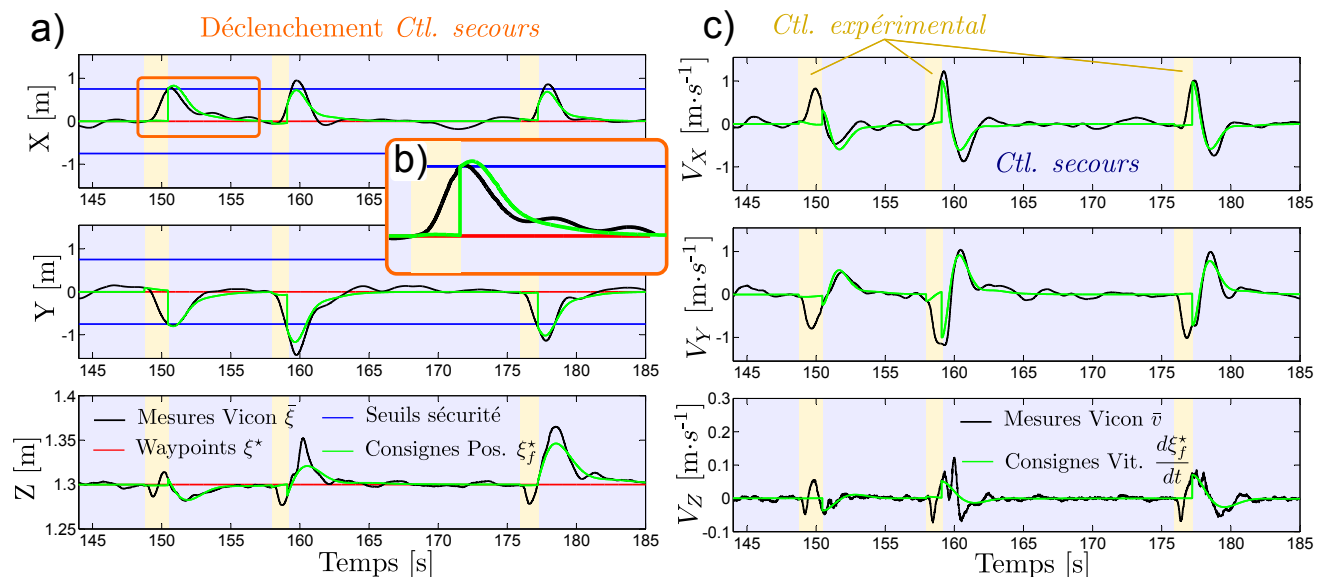 a) Déclenchement Ctl. secours
X [m]
1
0
-1
145 150 155 160 165 170 175 180 185
b)
Y [m]
1
0
-1
145 150 155 160 165 170 175 180 185
Z [m]
1.4
1.35
1.3
1.25
Mesures Vicon ξ̄
Seuils sécurité
Waypoints ξ⋆
Consignes Pos. ξ⋆f
145 150 155 160 165 170 175 180 185
Temps [s]
c) Ctl. expérimental
VX [m·s-1]
1
0
-1
Ctl. secours
145 150 155 160 165 170 175 180 185
VY [m·s-1]
1
0
-1
145 150 155 160 165 170 175 180 185
VZ [m·s-1]
0.3
0.2
0.1
0
-0.1
Mesures Vicon v̄
Consignes Vit. dξ⋆f/dt
145 150 155 160 165 170 175 180 185
Temps [s]